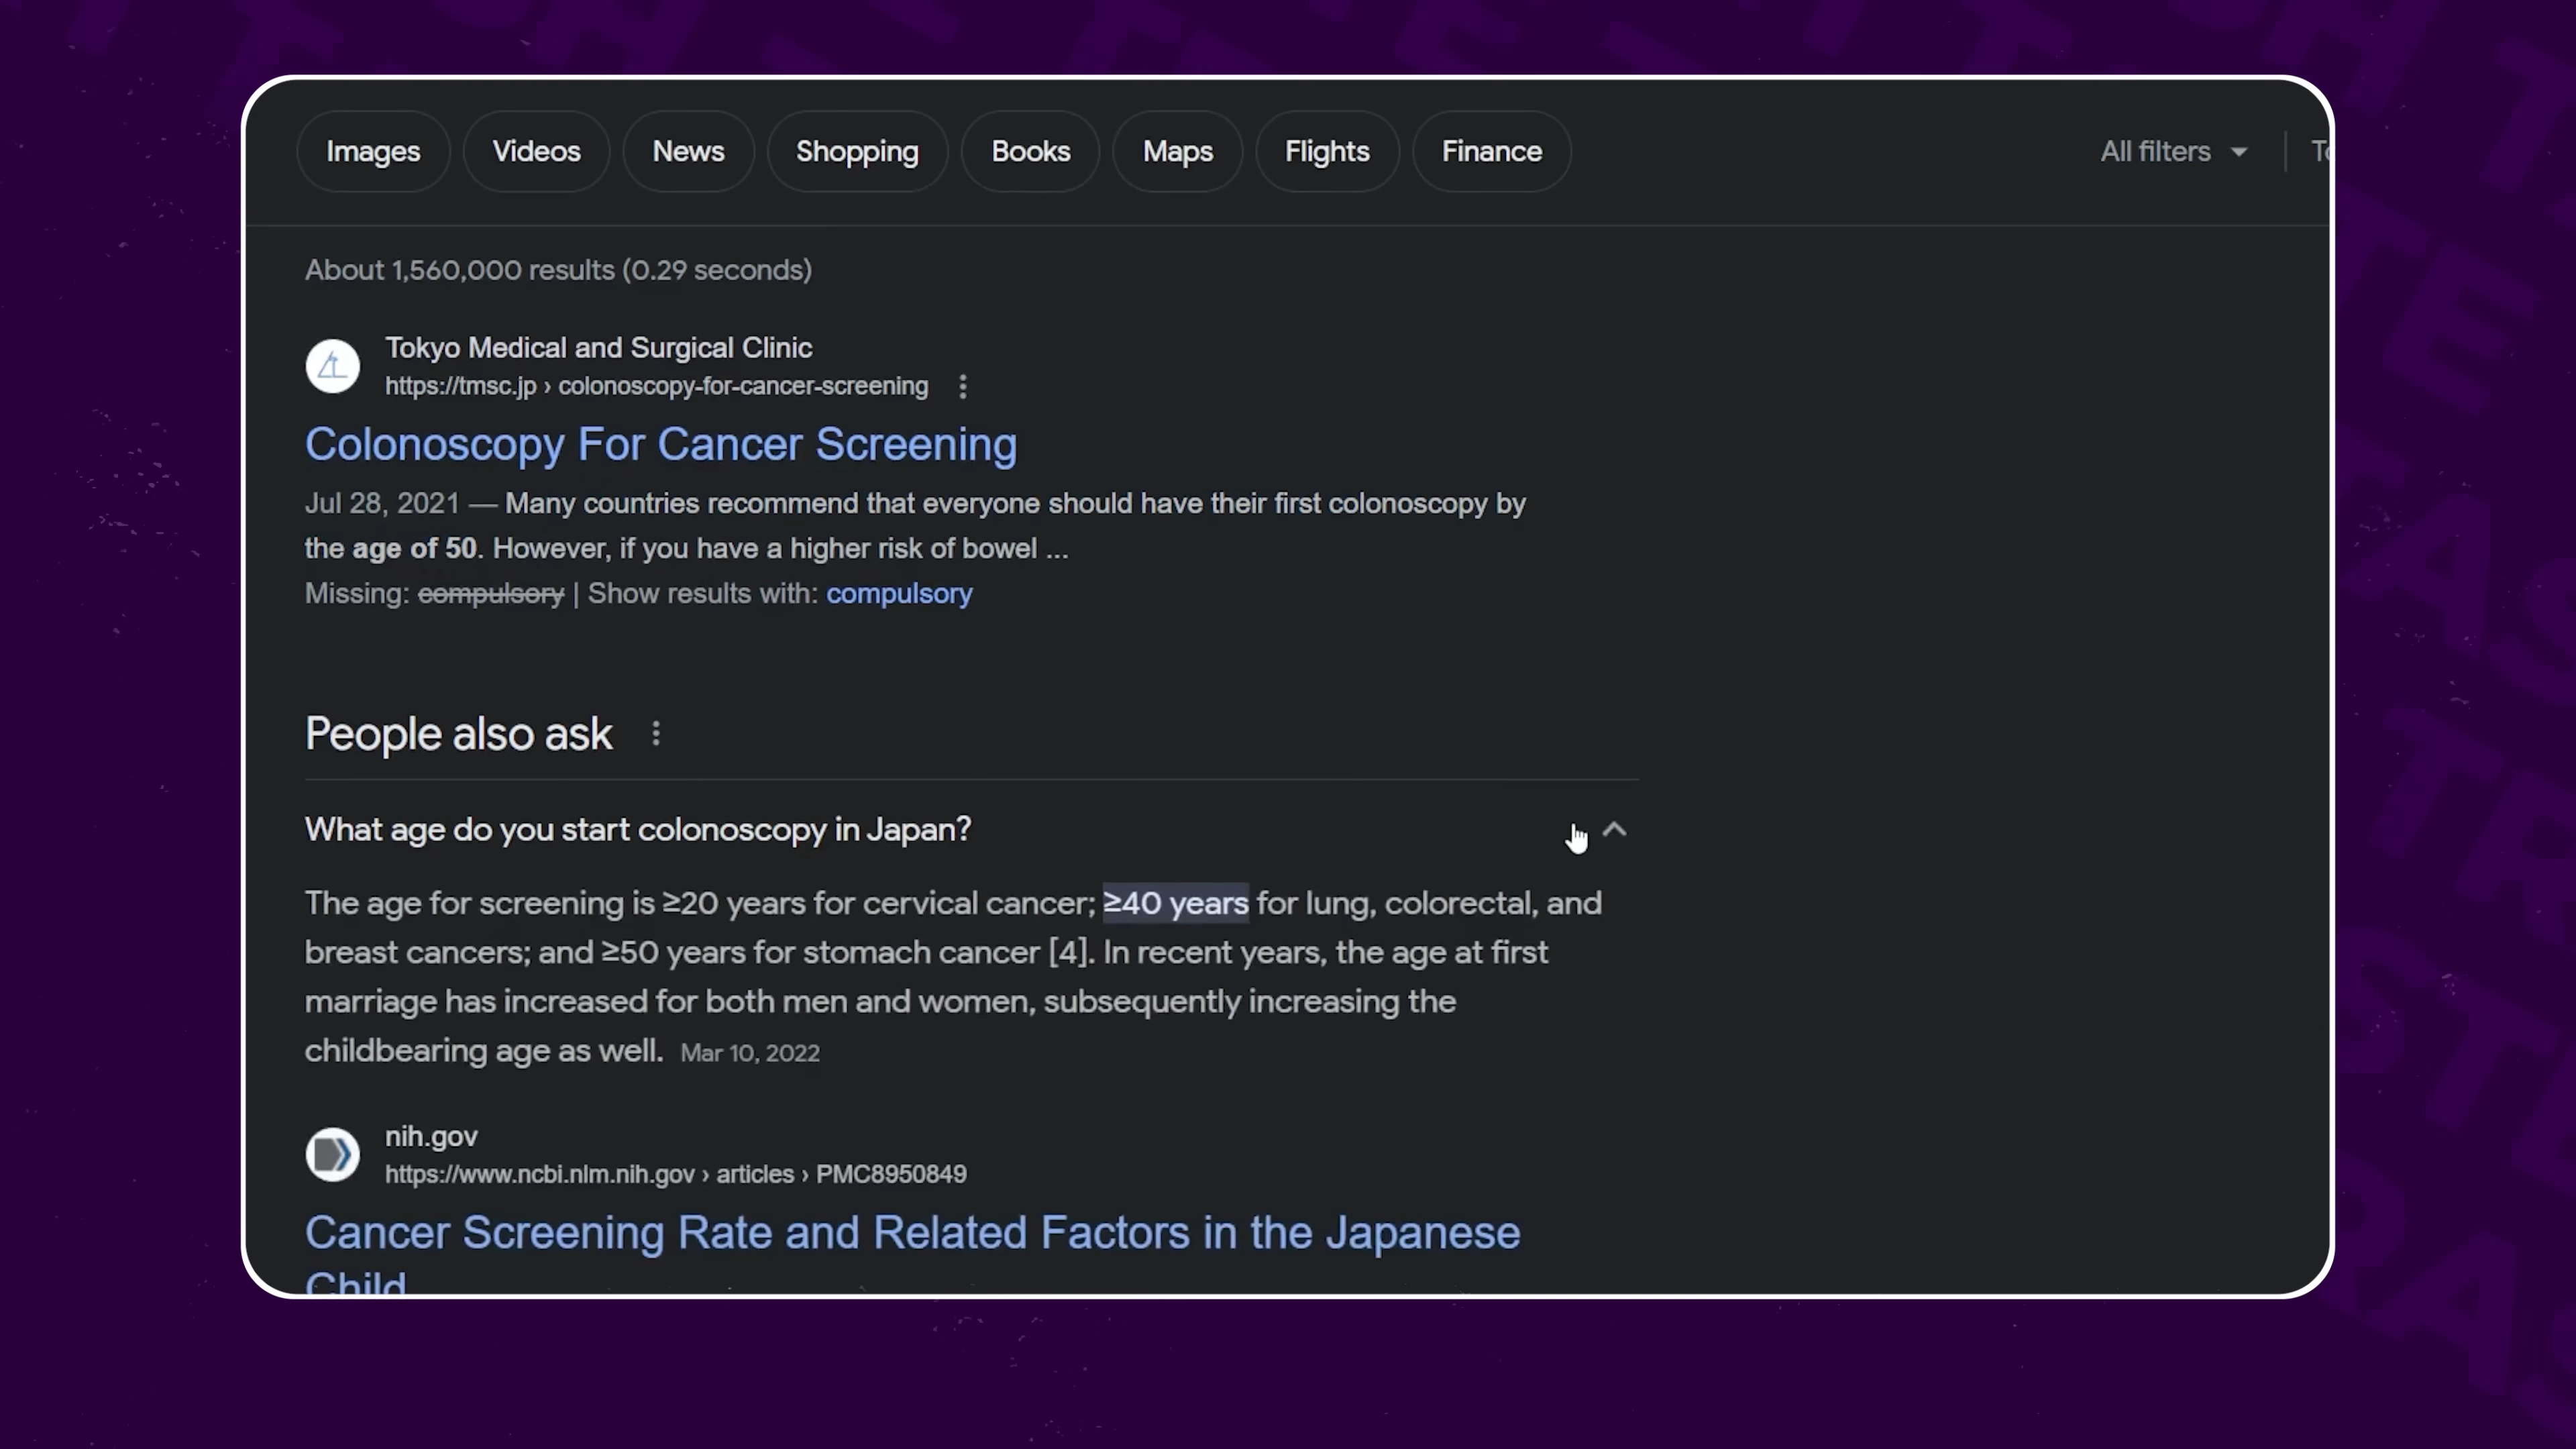 Images Videos News Shopping Books Maps Flights Finance All filters
About 1,560,000 results (0.29 seconds)
Tokyo Medical and Surgical Clinic
https://tmsc.jp › colonoscopy-for-cancer-screening
Colonoscopy For Cancer Screening
Jul 28, 2021 — Many countries recommend that everyone should have their first colonoscopy by
the age of 50. However, if you have a higher risk of bowel ...
Missing: compulsory | Show results with: compulsory
People also ask
What age do you start colonoscopy in Japan?
The age for screening is ≥20 years for cervical cancer; ≥40 years for lung, colorectal, and
breast cancers; and ≥50 years for stomach cancer [4]. In recent years, the age at first
marriage has increased for both men and women, subsequently increasing the
childbearing age as well. Mar 10, 2022
nih.gov
https://www.ncbi.nlm.nih.gov › articles › PMC8950849
Cancer Screening Rate and Related Factors in the Japanese
Child